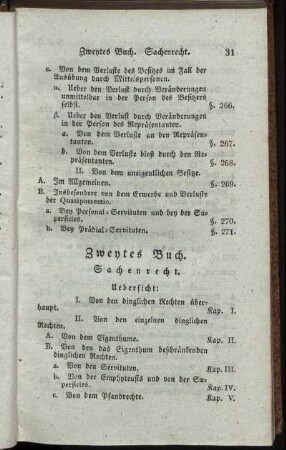 Zweytes Buch. Sachenrecht. 31
c. Von dem Verluste des Besitzes im Fall der
Ausübung durch Mittelspersonen.
α. Ueber den Verlust durch Veränderungen
unmittelbar in der Person des Besitzers
selbst. §. 266.
β. Ueber den Verlust durch Veränderungen
in der Person des Repräsentanten.
a. Von dem Verluste an den Repräsen-
tanten. §. 267.
b. Von dem Verluste bloß durch den Re-
präsentanten. §. 268.
II. Von dem uneigentlichen Besitze.
A. Im Allgemeinen. §. 269.
B. Insbesondere von dem Erwerbe und Verluste
der Quasipossessio.
a. Bey Personal-Servituten und bey der Su-
perficies. §. 270.
b. Bey Prädial-Servituten. §. 271.
Zweytes Buch.
Sachenrecht.
Uebersicht:
I. Von den dinglichen Rechten über-
haupt. Kap. I.
II. Von den einzelnen dinglichen
Rechten.
A. Von dem Eigenthume. Kap. II.
B. Von den das Eigenthum beschränkenden
dinglichen Rechten.
a. Von den Servituten. Kap. III.
b. Von der Emphyteusis und von der Su-
perficies. Kap. IV.
c. Von dem Pfandrechte. Kap. V.